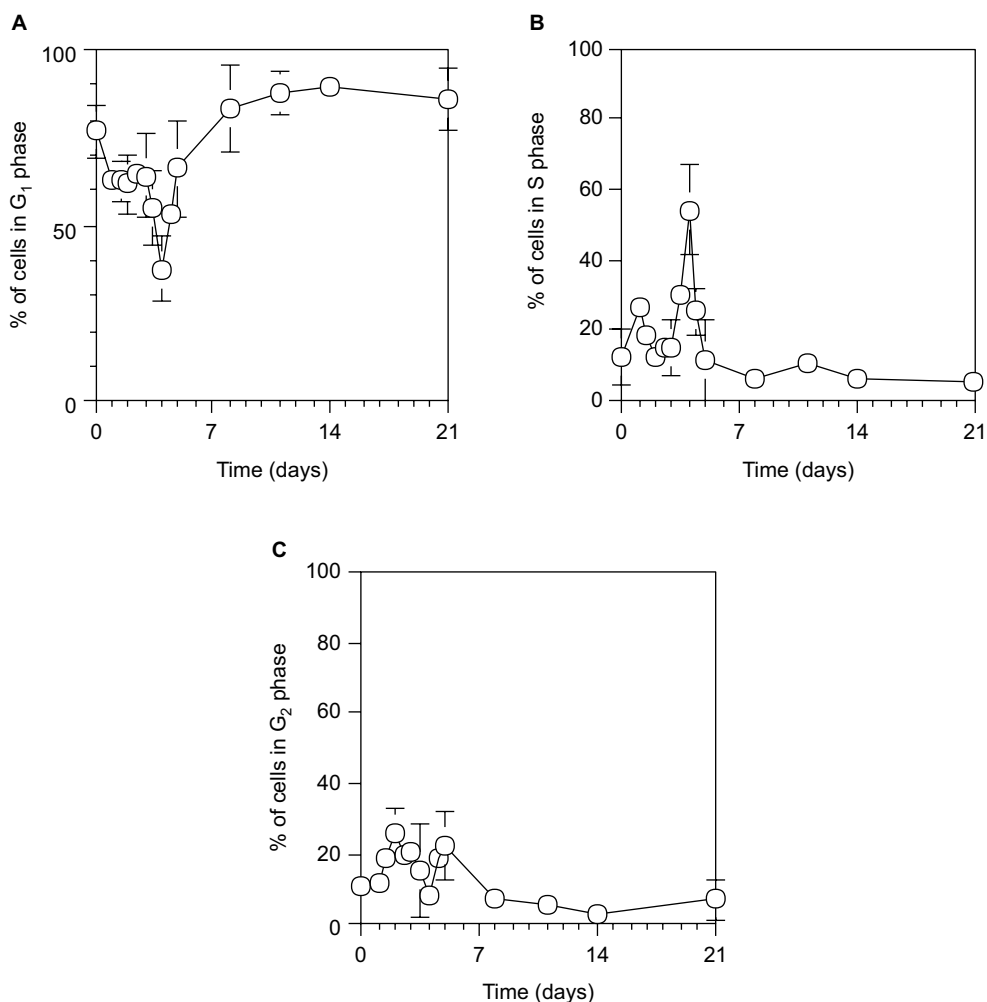 A
100
50
0
% of cells in G₁ phase
0 7 14 21
Time (days)
B
100
80
60
40
20
0
% of cells in S phase
0 7 14 21
Time (days)
C
100
80
60
40
20
0
% of cells in G₂ phase
0 7 14 21
Time (days)